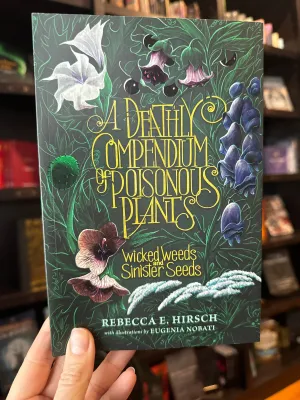 A DEATHLY
COMPENDIUM
of POISONOUS
PLANTS
Wicked Weeds
and
Sinister Seeds
REBECCA E. HIRSCH
with illustrations by EUGENIA NOBATI